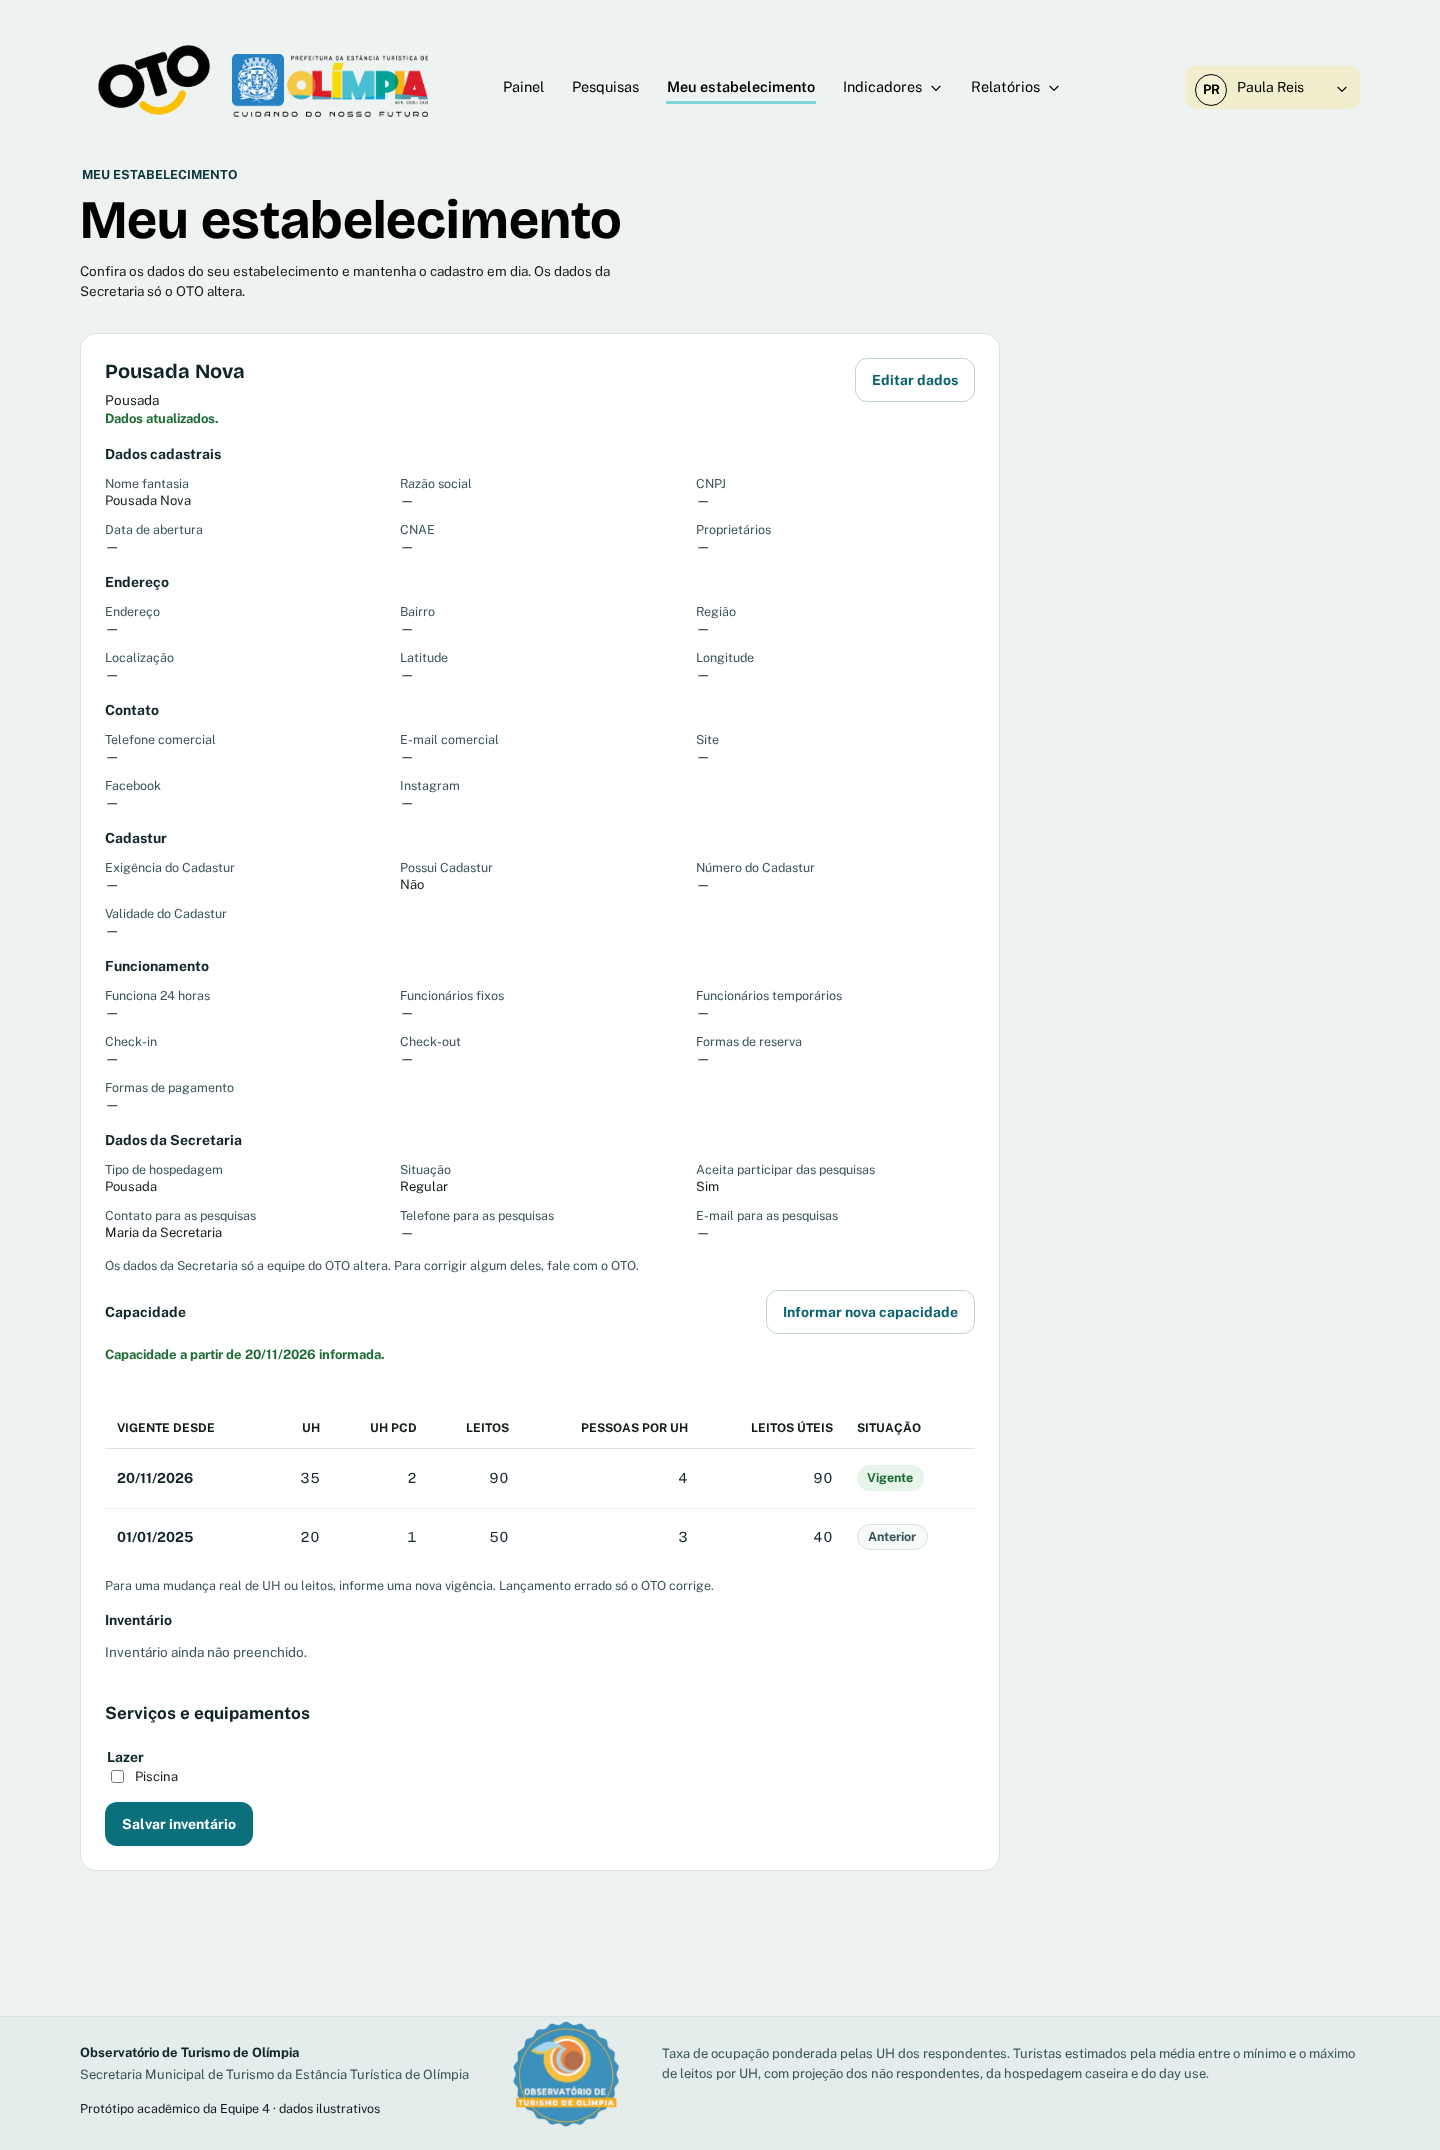 OTO
PREFEITURA DA ESTÂNCIA TURÍSTICA DE
OLÍMPIA
CUIDANDO DO NOSSO FUTURO
Painel Pesquisas Meu estabelecimento Indicadores Relatórios
PR Paula Reis
MEU ESTABELECIMENTO
Meu estabelecimento
Confira os dados do seu estabelecimento e mantenha o cadastro em dia. Os dados da
Secretaria só o OTO altera.
Pousada Nova
Editar dados
Pousada
Dados atualizados.
Dados cadastrais
Nome fantasia Razão social CNPJ
Pousada Nova — —
Data de abertura CNAE Proprietários
— — —
Endereço
Endereço Bairro Região
— — —
Localização Latitude Longitude
— — —
Contato
Telefone comercial E-mail comercial Site
— — —
Facebook Instagram
— —
Cadastur
Exigência do Cadastur Possui Cadastur Número do Cadastur
— Não —
Validade do Cadastur
—
Funcionamento
Funciona 24 horas Funcionários fixos Funcionários temporários
— — —
Check-in Check-out Formas de reserva
— — —
Formas de pagamento
—
Dados da Secretaria
Tipo de hospedagem Situação Aceita participar das pesquisas
Pousada Regular Sim
Contato para as pesquisas Telefone para as pesquisas E-mail para as pesquisas
Maria da Secretaria — —
Os dados da Secretaria só a equipe do OTO altera. Para corrigir algum deles, fale com o OTO.
Capacidade Informar nova capacidade
Capacidade a partir de 20/11/2026 informada.
VIGENTE DESDE UH UH PCD LEITOS PESSOAS POR UH LEITOS ÚTEIS SITUAÇÃO
20/11/2026 35 2 90 4 90 Vigente
01/01/2025 20 1 50 3 40 Anterior
Para uma mudança real de UH ou leitos, informe uma nova vigência. Lançamento errado só o OTO corrige.
Inventário
Inventário ainda não preenchido.
Serviços e equipamentos
Lazer
Piscina
Salvar inventário
Observatório de Turismo de Olímpia
Secretaria Municipal de Turismo da Estância Turística de Olímpia
Protótipo acadêmico da Equipe 4 · dados ilustrativos
OBSERVATÓRIO DE
TURISMO DE OLÍMPIA
Taxa de ocupação ponderada pelas UH dos respondentes. Turistas estimados pela média entre o mínimo e o máximo
de leitos por UH, com projeção dos não respondentes, da hospedagem caseira e do day use.